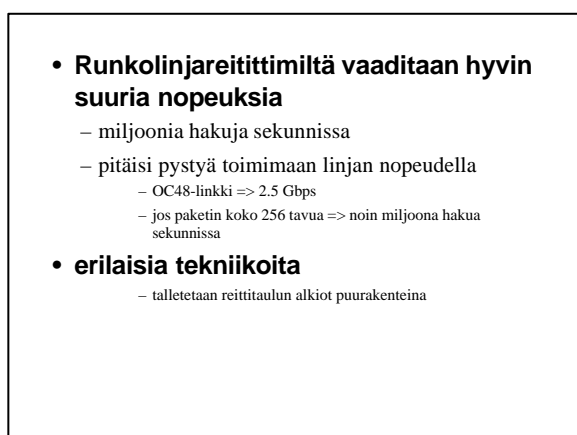 • Runkolinjareitittimiltä vaaditaan hyvin
suuria nopeuksia
– miljoonia hakuja sekunnissa
– pitäisi pystyä toimimaan linjan nopeudella
– OC48-linkki => 2.5 Gbps
– jos paketin koko 256 tavua => noin miljoona hakua
sekunnissa
• erilaisia tekniikoita
– talletetaan reittitaulun alkiot puurakenteina